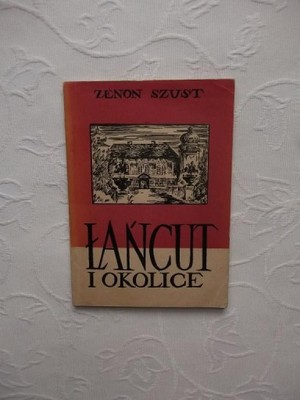 ZENON SZUST
ŁAŃCUT
I OKOLICE